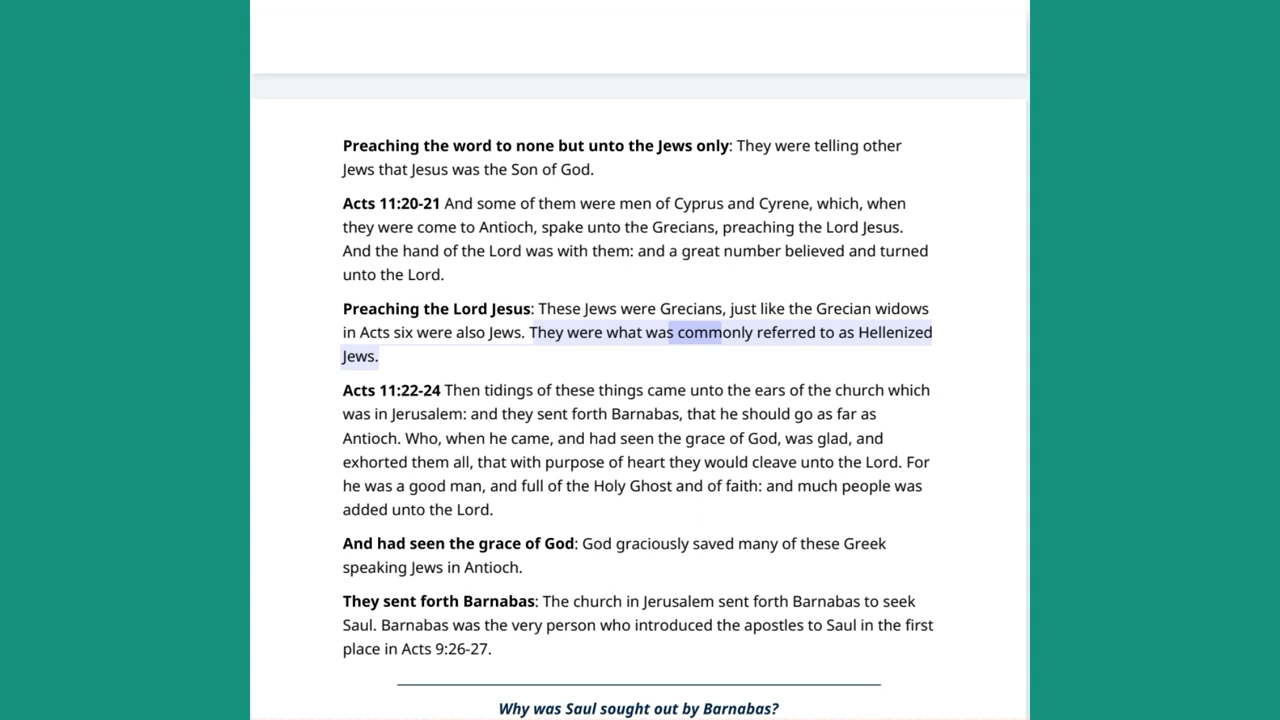 Preaching the word to none but unto the Jews only: They were telling other
Jews that Jesus was the Son of God.
Acts 11:20-21 And some of them were men of Cyprus and Cyrene, which, when
they were come to Antioch, spake unto the Grecians, preaching the Lord Jesus.
And the hand of the Lord was with them: and a great number believed and turned
unto the Lord.
Preaching the Lord Jesus: These Jews were Grecians, just like the Grecian widows
in Acts six were also Jews. They were what was commonly referred to as Hellenized
Jews.
Acts 11:22-24 Then tidings of these things came unto the ears of the church which
was in Jerusalem: and they sent forth Barnabas, that he should go as far as
Antioch. Who, when he came, and had seen the grace of God, was glad, and
exhorted them all, that with purpose of heart they would cleave unto the Lord. For
he was a good man, and full of the Holy Ghost and of faith: and much people was
added unto the Lord.
And had seen the grace of God: God graciously saved many of these Greek
speaking Jews in Antioch.
They sent forth Barnabas: The church in Jerusalem sent forth Barnabas to seek
Saul. Barnabas was the very person who introduced the apostles to Saul in the first
place in Acts 9:26-27.
Why was Saul sought out by Barnabas?